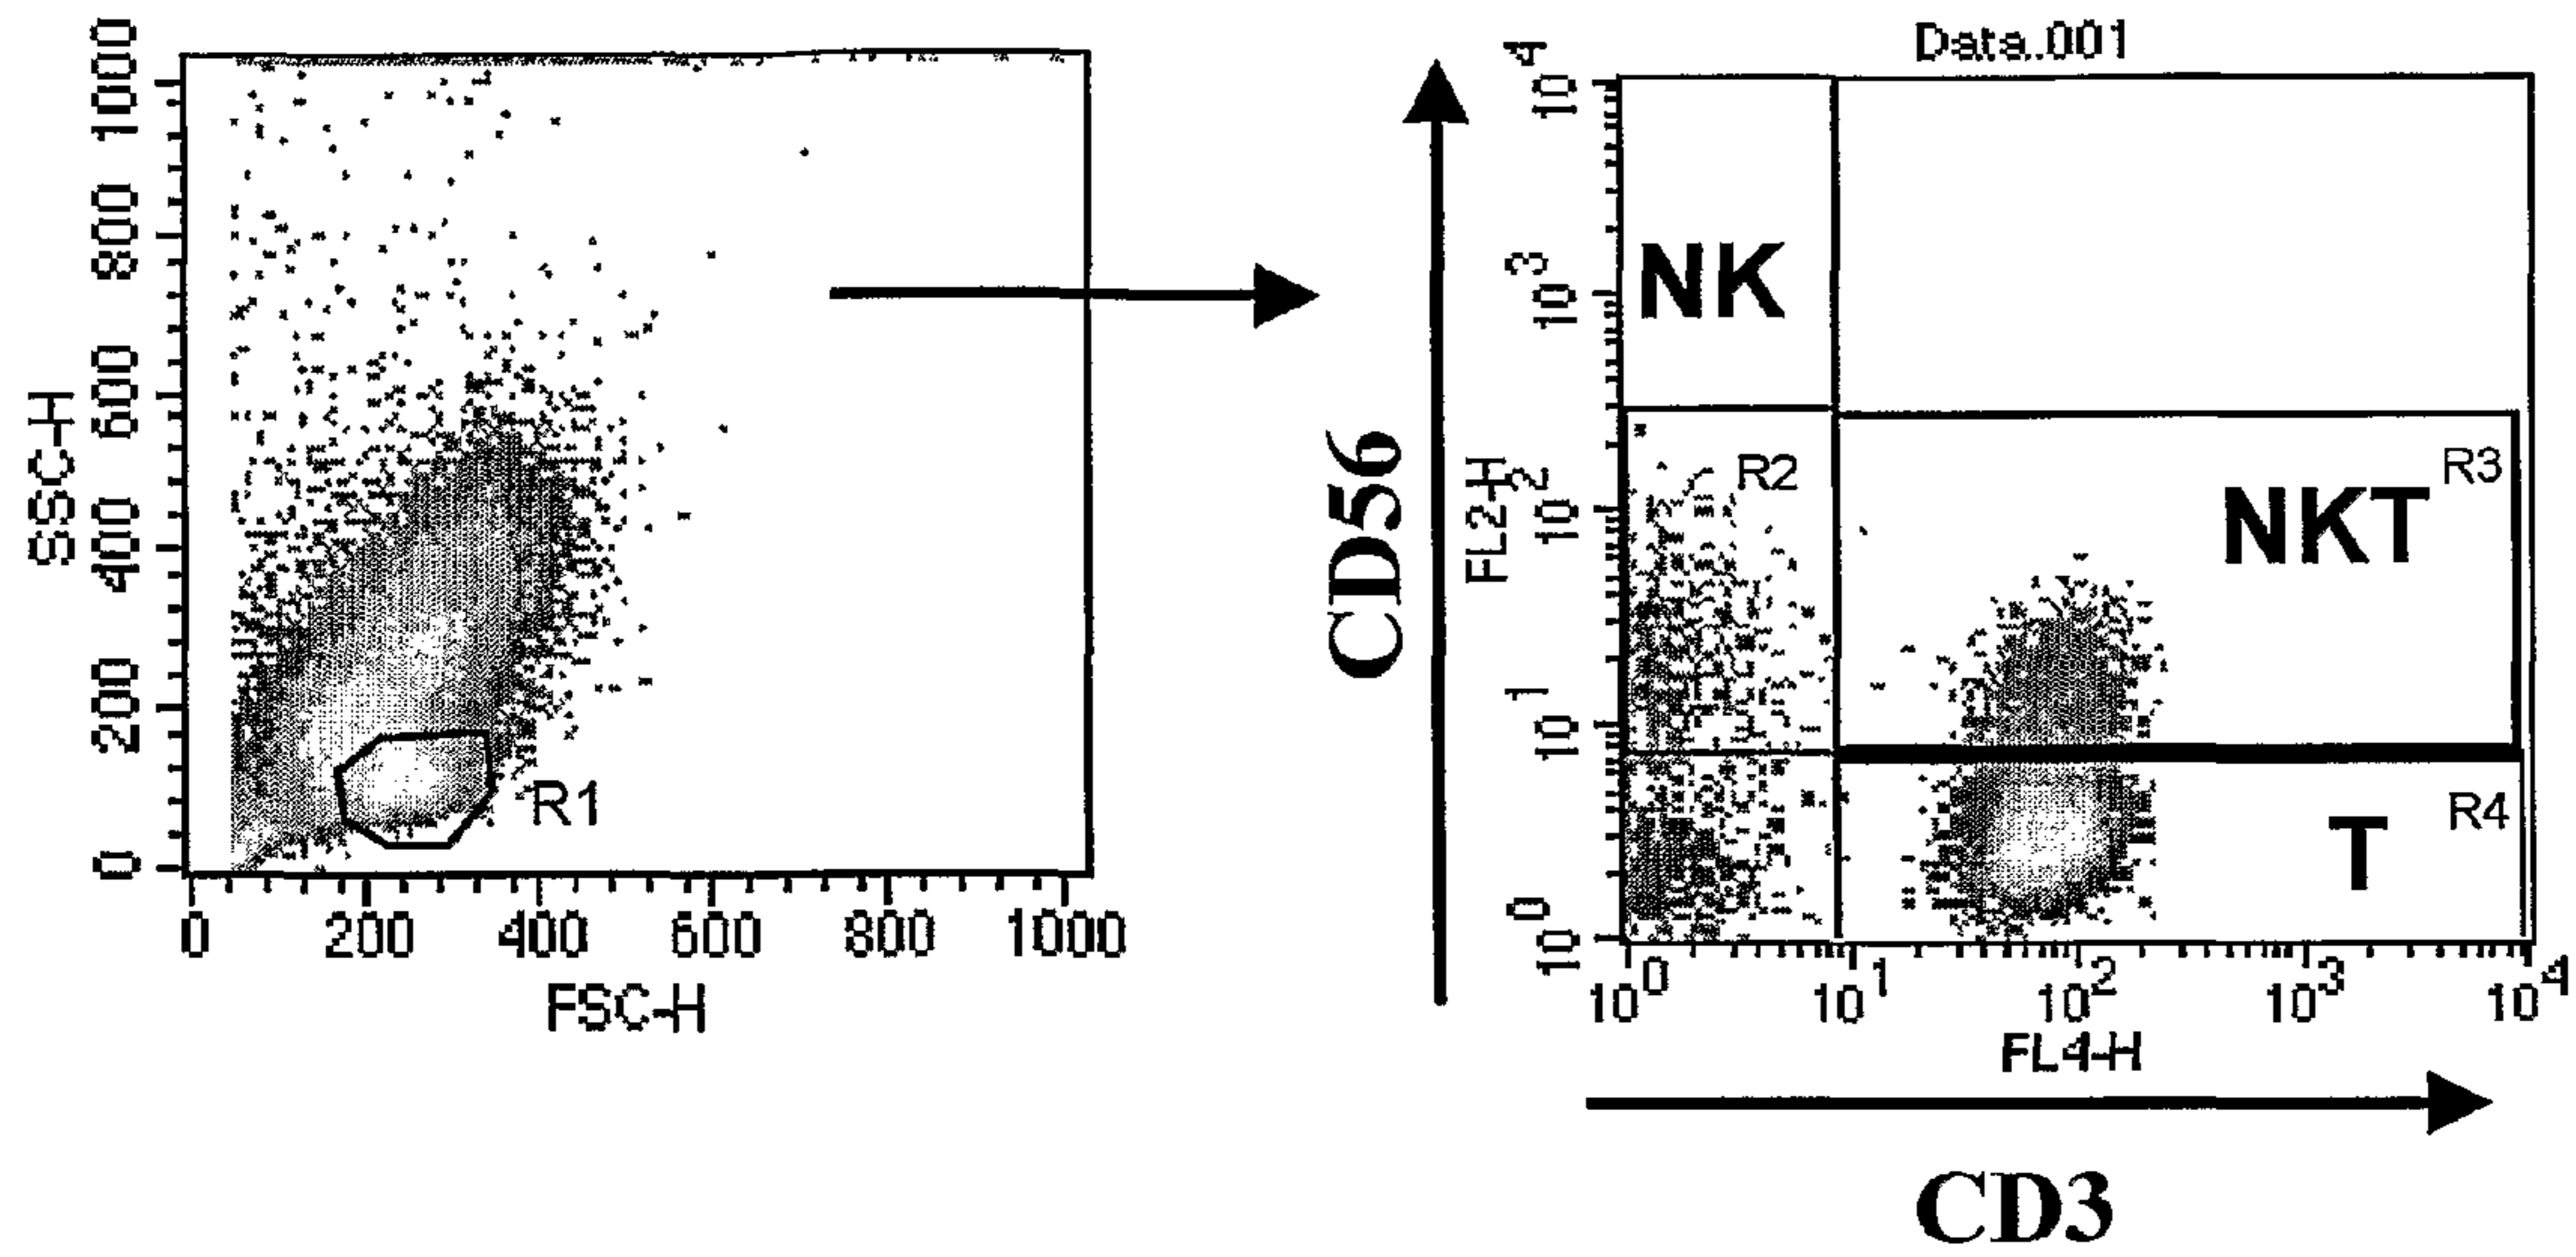 1000
800
600
400
200
0
SSC-H
R1
0 200 400 600 800 1000
FSC-H
Data.001
CD56
FL2-H
10^4
10^3
10^2
10^1
10^0
NK
R2
R3
NKT
R4
T
10^0 10^1 10^2 10^3 10^4
FL4-H
CD3